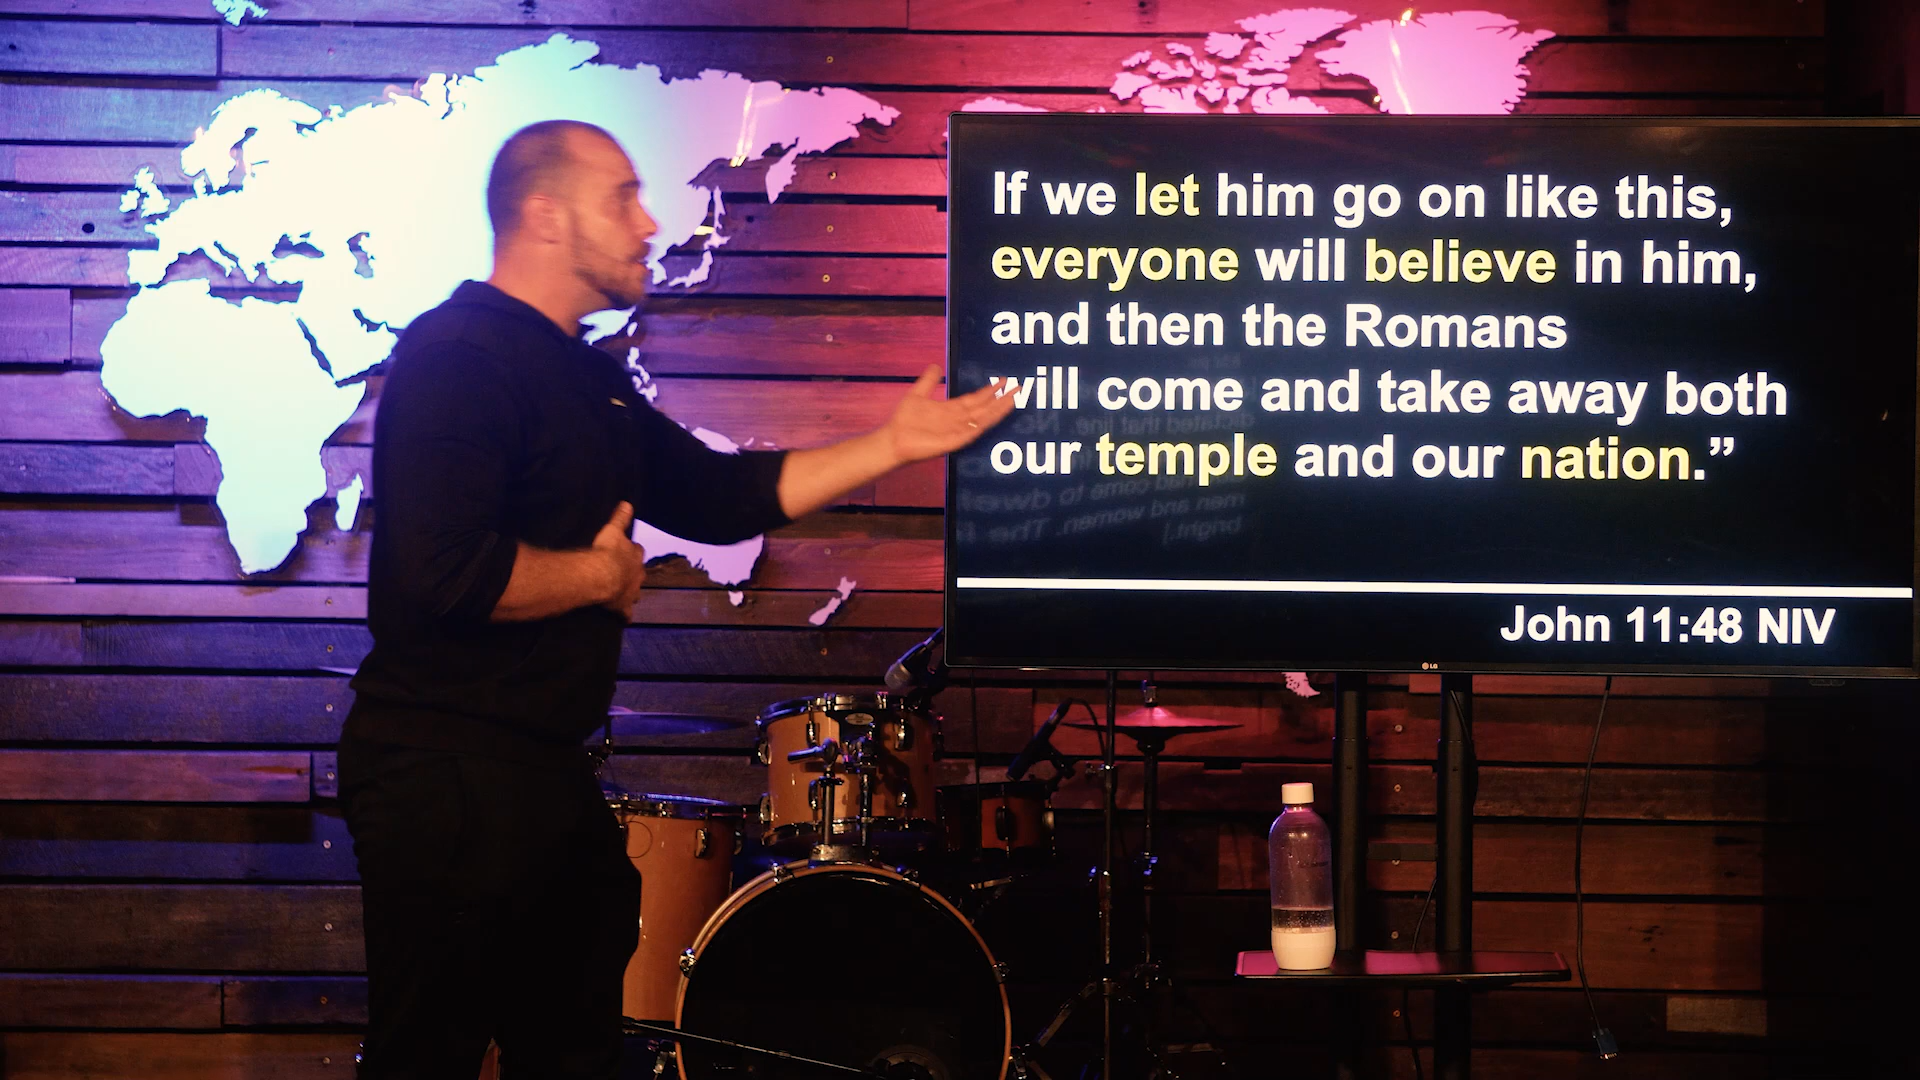 If we let him go on like this,
everyone will believe in him,
and then the Romans
will come and take away both
our temple and our nation.”
John 11:48 NIV
LG